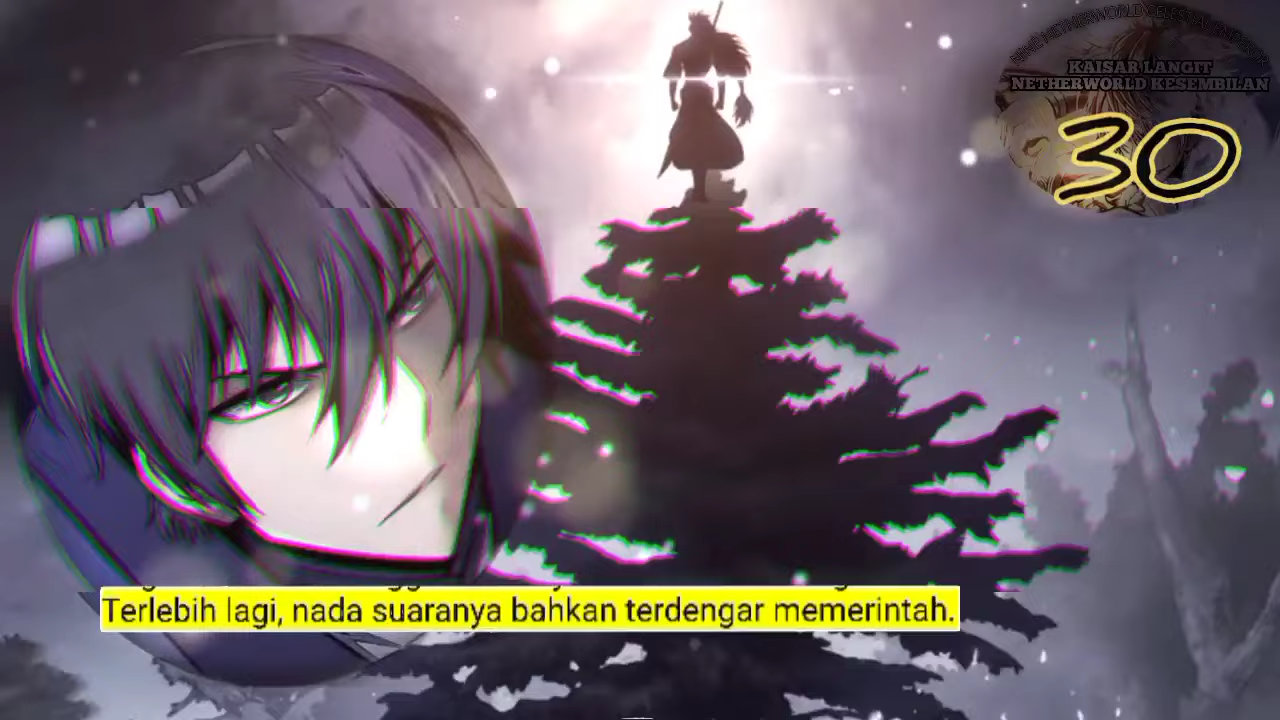 KAISAR LANGIT
NETHERWORLD KESEMBILAN
30
Terlebih lagi, nada suaranya bahkan terdengar memerintah.